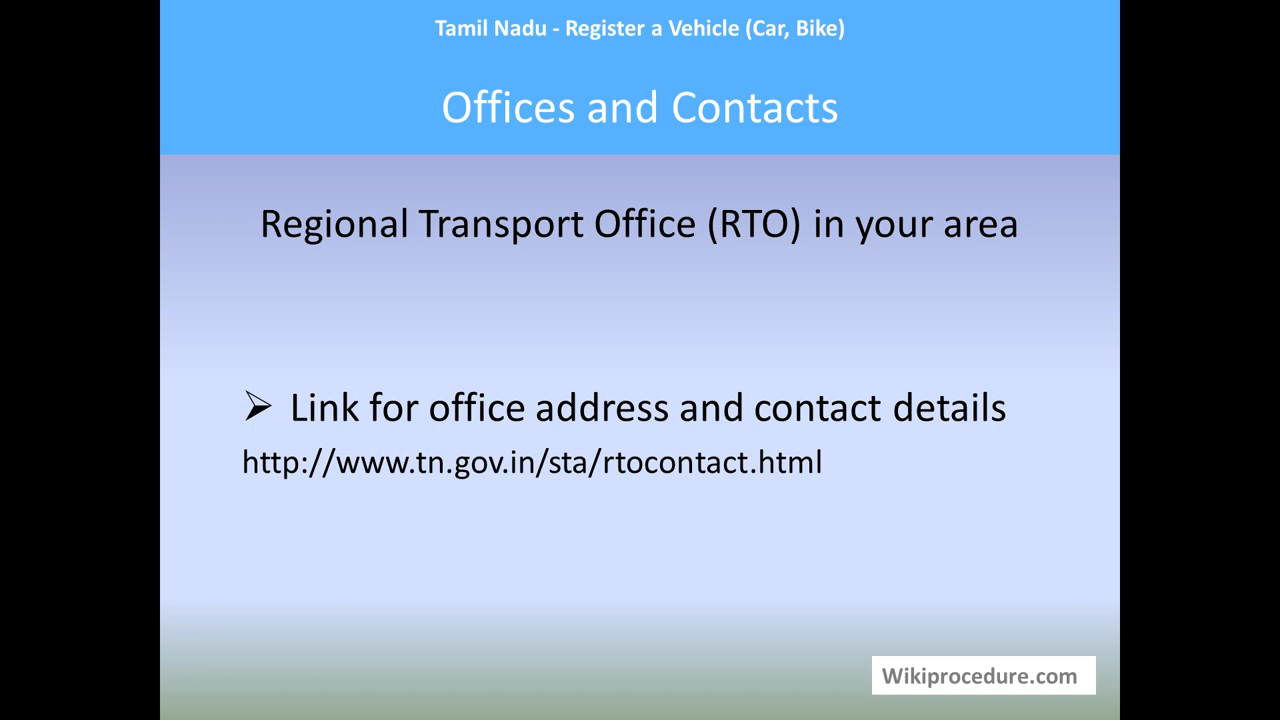 Tamil Nadu - Register a Vehicle (Car, Bike)
Offices and Contacts
Regional Transport Office (RTO) in your area
➢ Link for office address and contact details
http://www.tn.gov.in/sta/rtocontact.html
Wikiprocedure.com